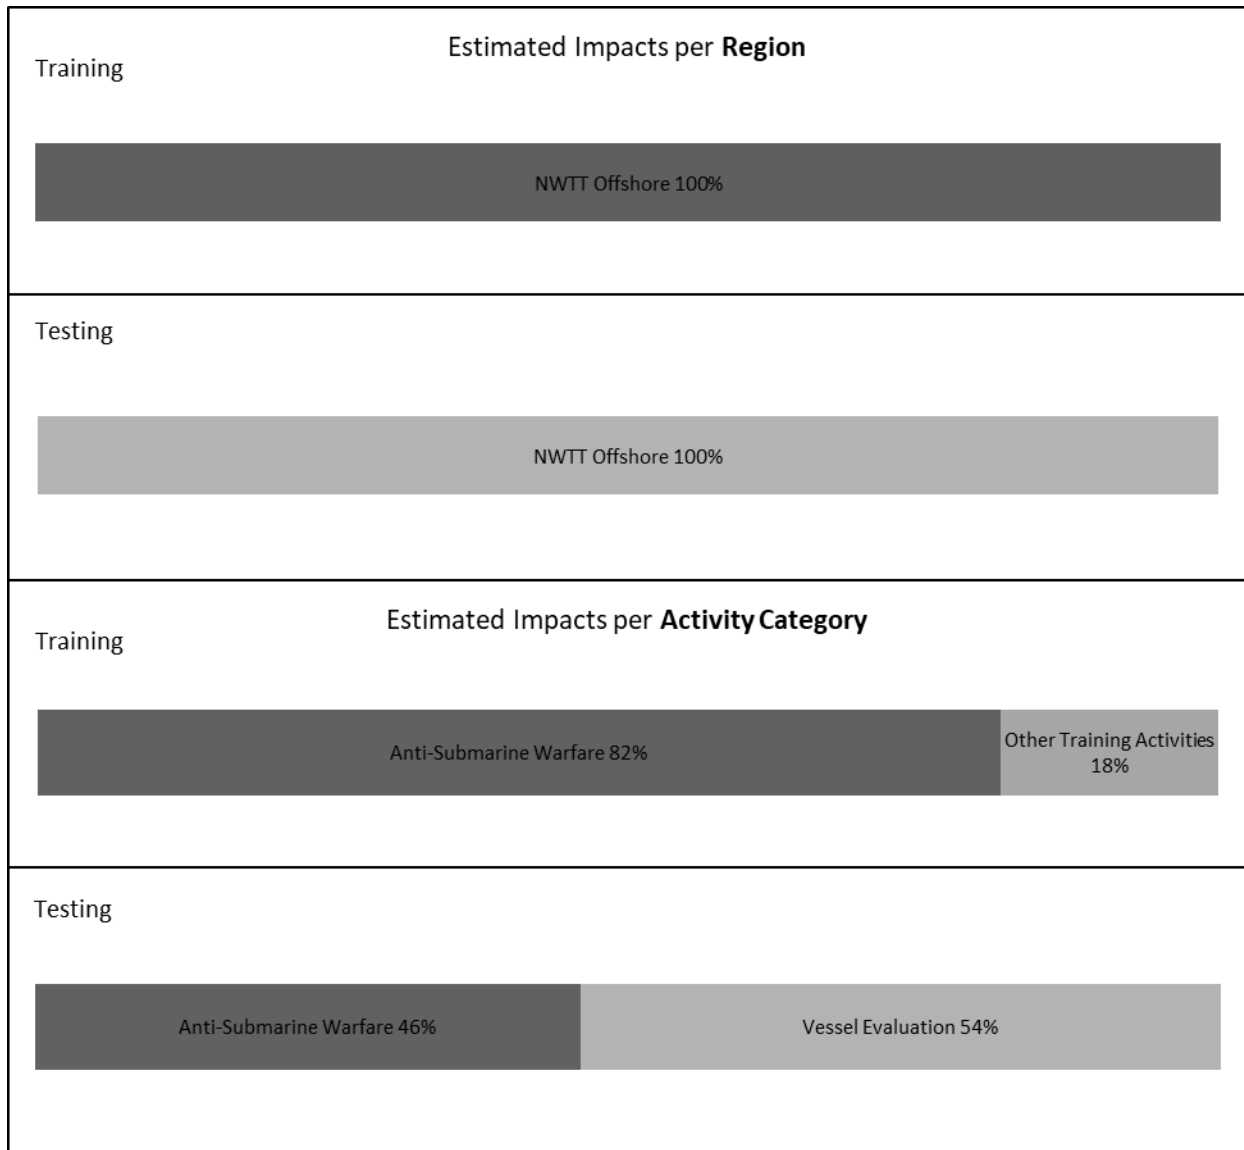 Estimated Impacts per Region
Training
NWTT Offshore 100%
Testing
NWTT Offshore 100%
Estimated Impacts per Activity Category
Training
Anti-Submarine Warfare 82%
Other Training Activities
18%
Testing
Anti-Submarine Warfare 46%
Vessel Evaluation 54%